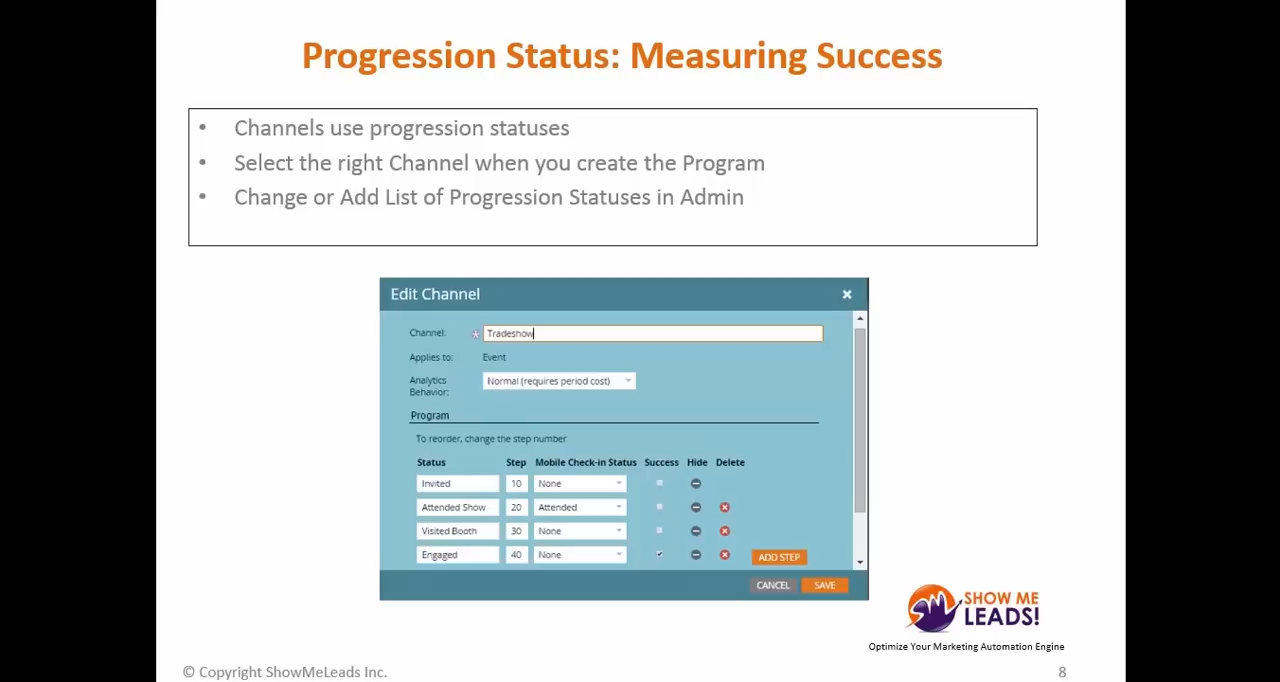 Progression Status: Measuring Success
• Channels use progression statuses
• Select the right Channel when you create the Program
• Change or Add List of Progression Statuses in Admin
Edit Channel ×
Channel: * Tradeshow
Applies to: Event
Analytics Behavior: Normal (requires period cost)
Program
To reorder, change the step number
Status Step Mobile Check-in Status Success Hide Delete
Invited 10 None
Attended Show 20 Attended
Visited Booth 30 None
Engaged 40 None ADD STEP
CANCEL SAVE
SHOW ME
LEADS!
Optimize Your Marketing Automation Engine
© Copyright ShowMeLeads Inc. 8